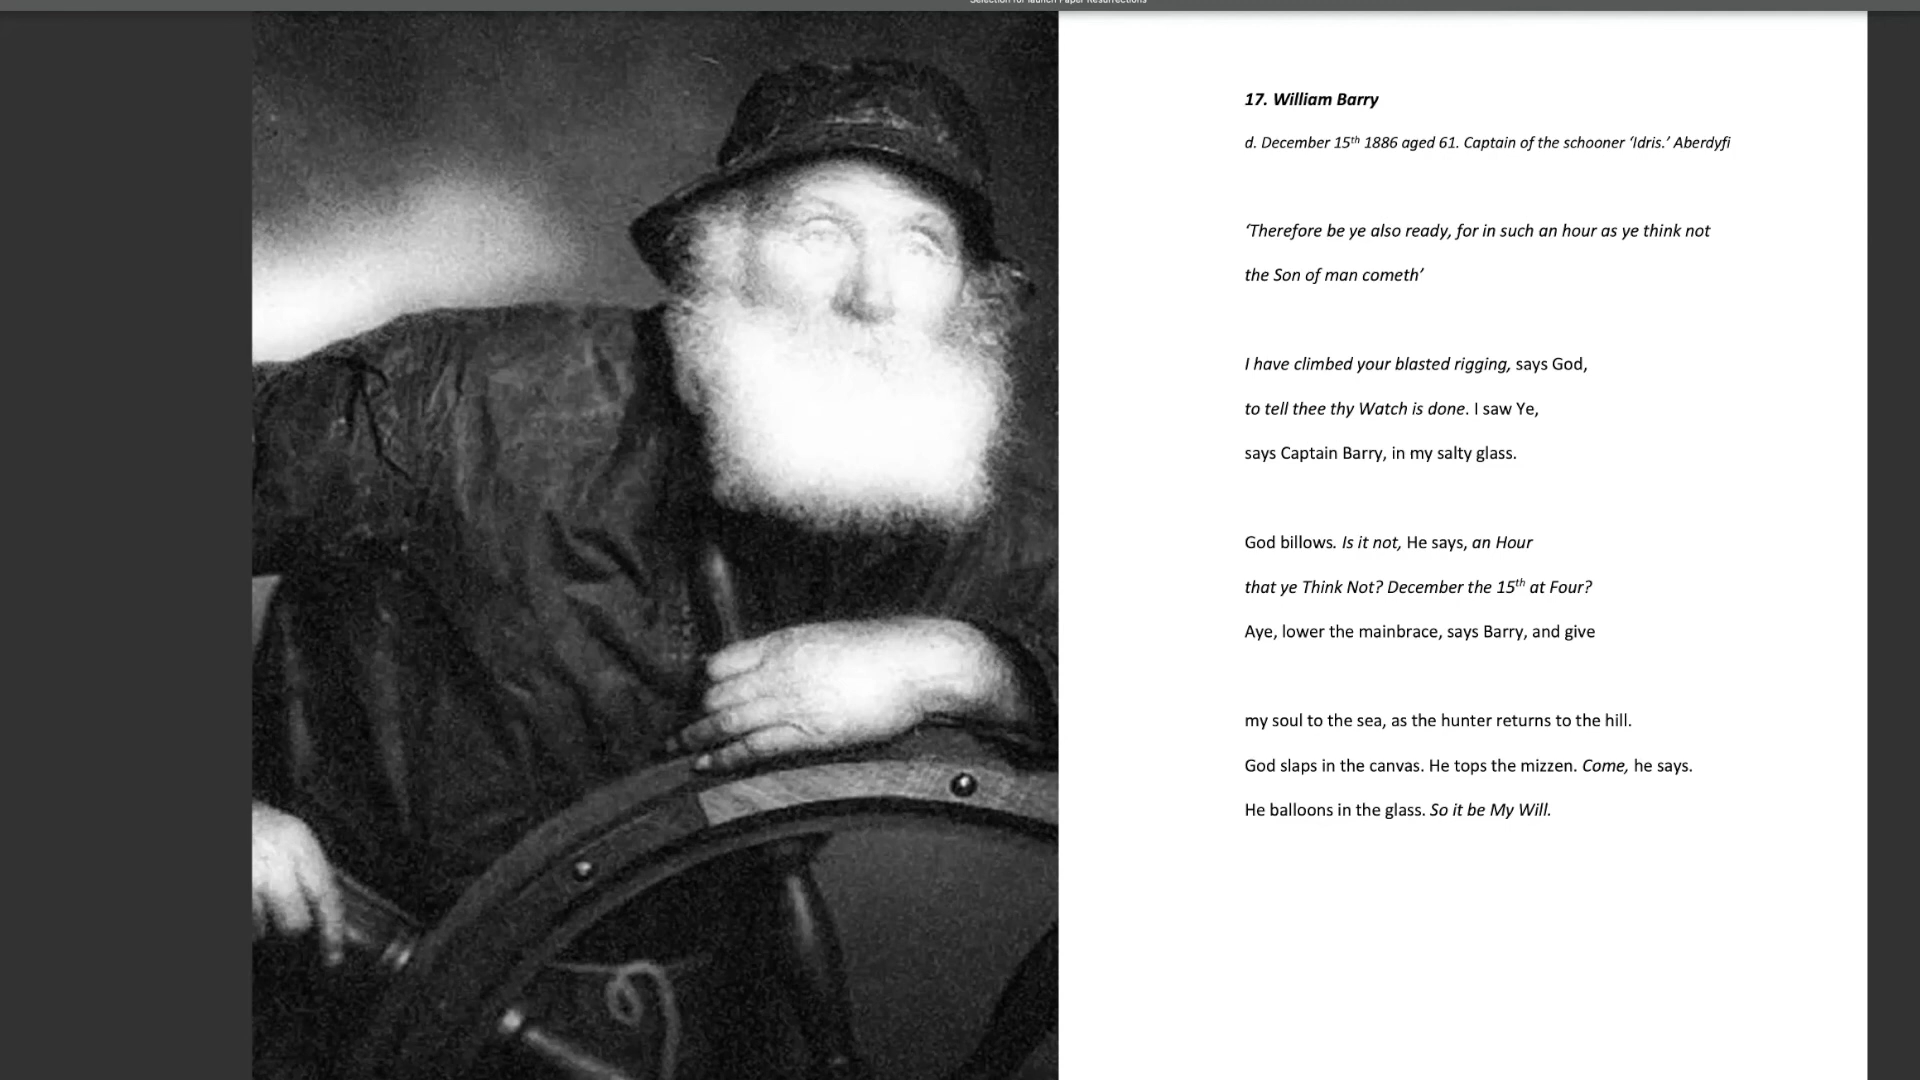 Selection for launch Paper Resurrections
17. William Barry
d. December 15th 1886 aged 61. Captain of the schooner ‘Idris.’ Aberdyfi
‘Therefore be ye also ready, for in such an hour as ye think not
the Son of man cometh’
I have climbed your blasted rigging, says God,
to tell thee thy Watch is done. I saw Ye,
says Captain Barry, in my salty glass.
God billows. Is it not, He says, an Hour
that ye Think Not? December the 15th at Four?
Aye, lower the mainbrace, says Barry, and give
my soul to the sea, as the hunter returns to the hill.
God slaps in the canvas. He tops the mizzen. Come, he says.
He balloons in the glass. So it be My Will.